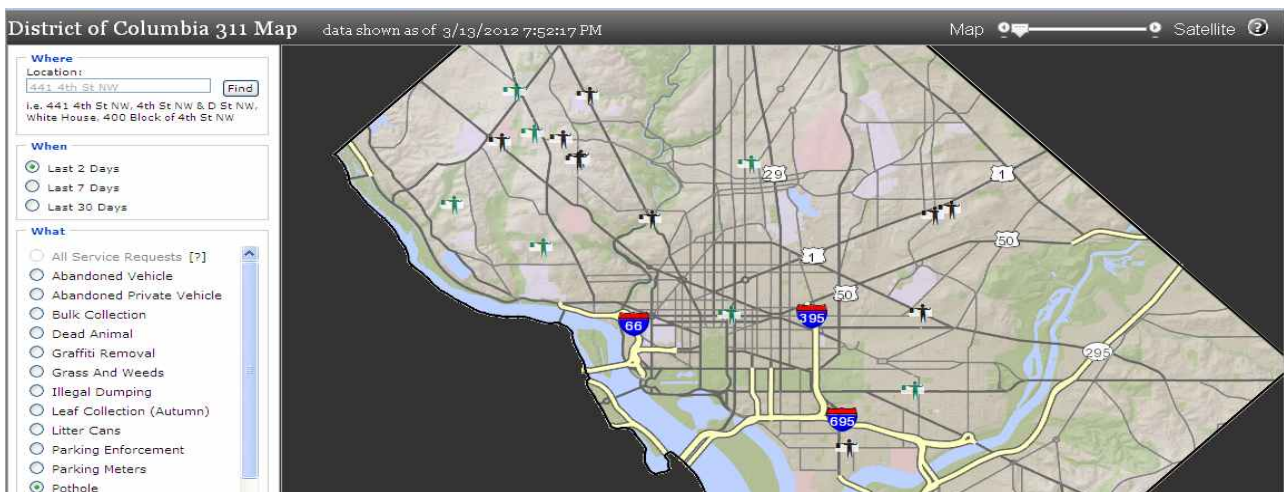 District of Columbia 311 Map data shown as of 3/13/2012 7:52:17 PM Map Satellite ?
Where
Location:
441 4th St NW Find
i.e. 441 4th St NW, 4th St NW & D St NW,
White House, 400 Block of 4th St NW
When
Last 2 Days
Last 7 Days
Last 30 Days
What
All Service Requests [?]
Abandoned Vehicle
Abandoned Private Vehicle
Bulk Collection
Dead Animal
Graffiti Removal
Grass And Weeds
Illegal Dumping
Leaf Collection (Autumn)
Litter Cans
Parking Enforcement
Parking Meters
Pothole
29
1
50
1
50
66
395
295
695